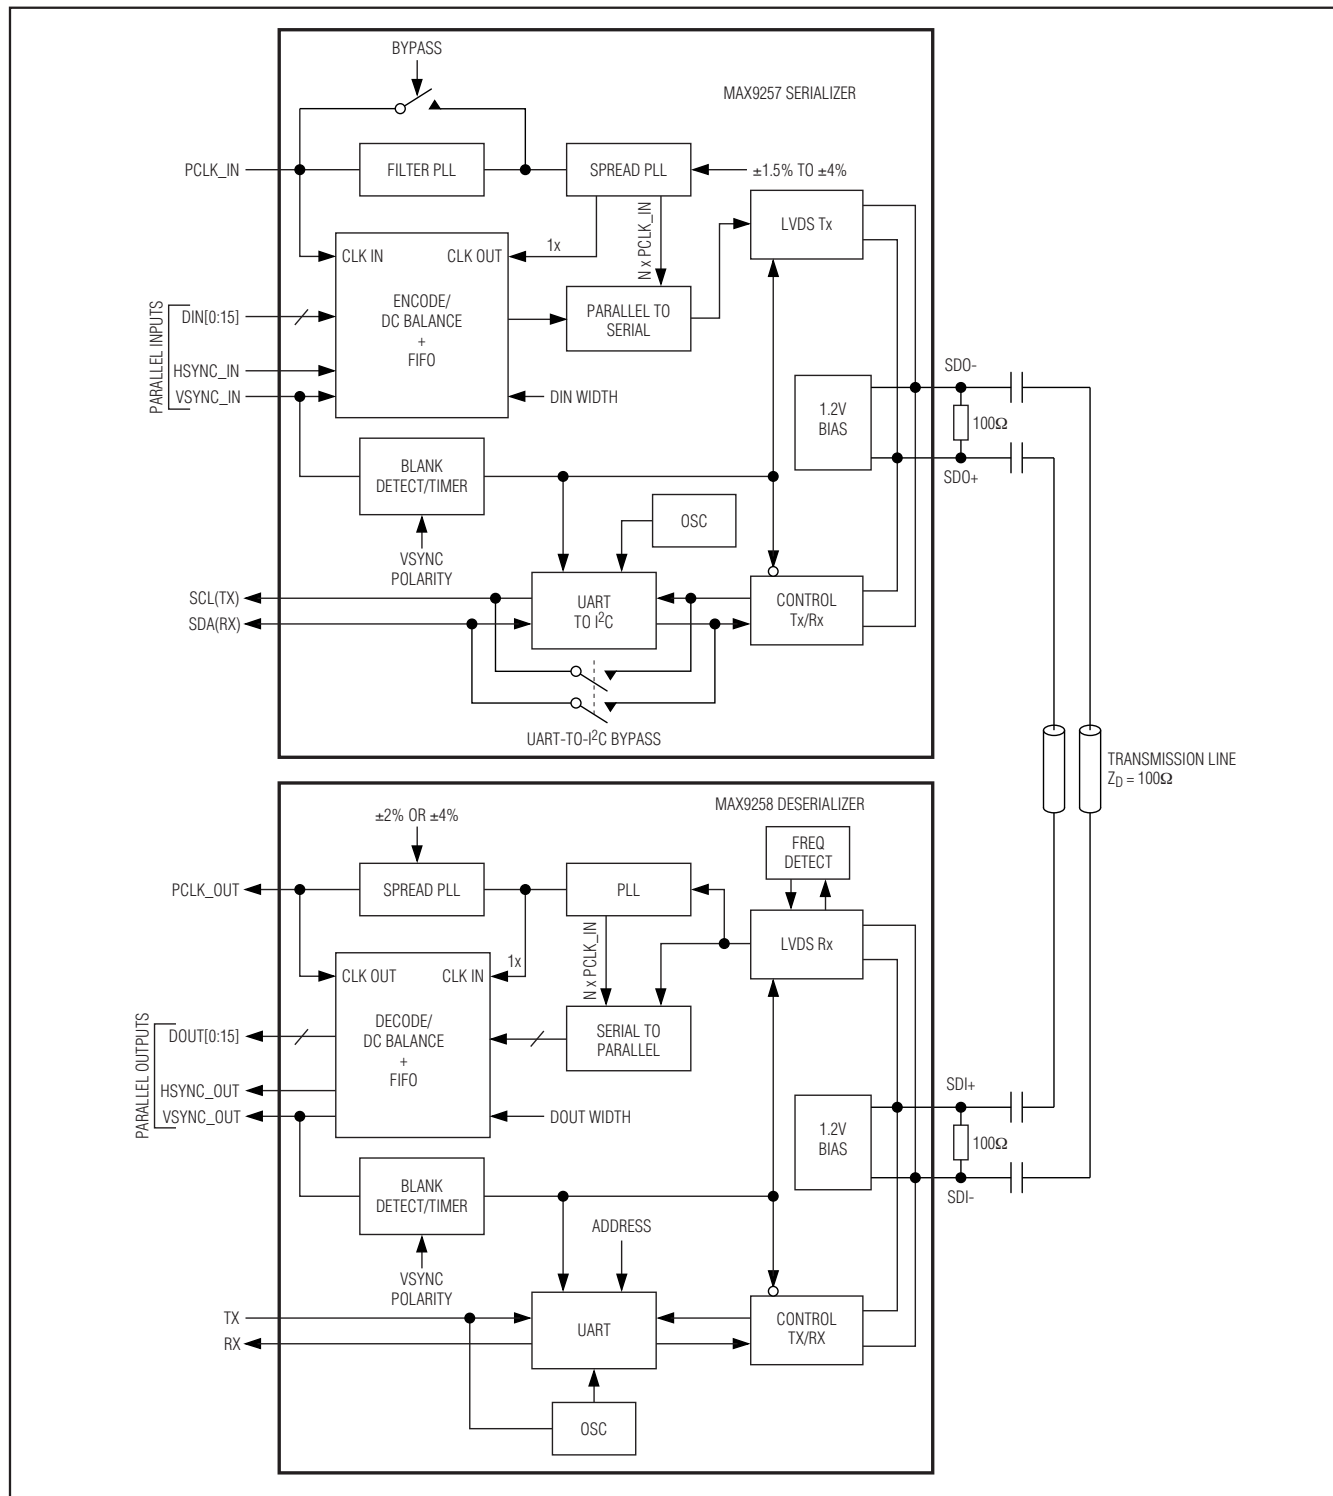 BYPASS
MAX9257 SERIALIZER
PCLK_IN
FILTER PLL
SPREAD PLL
±1.5% TO ±4%
LVDS Tx
N x PCLK_IN
1x
CLK IN
CLK OUT
ENCODE/
DC BALANCE
+
FIFO
PARALLEL TO
SERIAL
PARALLEL INPUTS
DIN[0:15]
HSYNC_IN
VSYNC_IN
DIN WIDTH
1.2V
BIAS
SDO-
100Ω
SDO+
BLANK
DETECT/TIMER
OSC
VSYNC
POLARITY
SCL(TX)
SDA(RX)
UART
TO I²C
CONTROL
Tx/Rx
UART-TO-I²C BYPASS
TRANSMISSION LINE
Z_D = 100Ω
MAX9258 DESERIALIZER
±2% OR ±4%
FREQ
DETECT
PCLK_OUT
SPREAD PLL
PLL
LVDS Rx
N x PCLK_IN
1x
CLK OUT
CLK IN
DECODE/
DC BALANCE
+
FIFO
SERIAL TO
PARALLEL
PARALLEL OUTPUTS
DOUT[0:15]
HSYNC_OUT
VSYNC_OUT
DOUT WIDTH
1.2V
BIAS
SDI+
100Ω
SDI-
BLANK
DETECT/TIMER
ADDRESS
VSYNC
POLARITY
TX
RX
UART
CONTROL
TX/RX
OSC